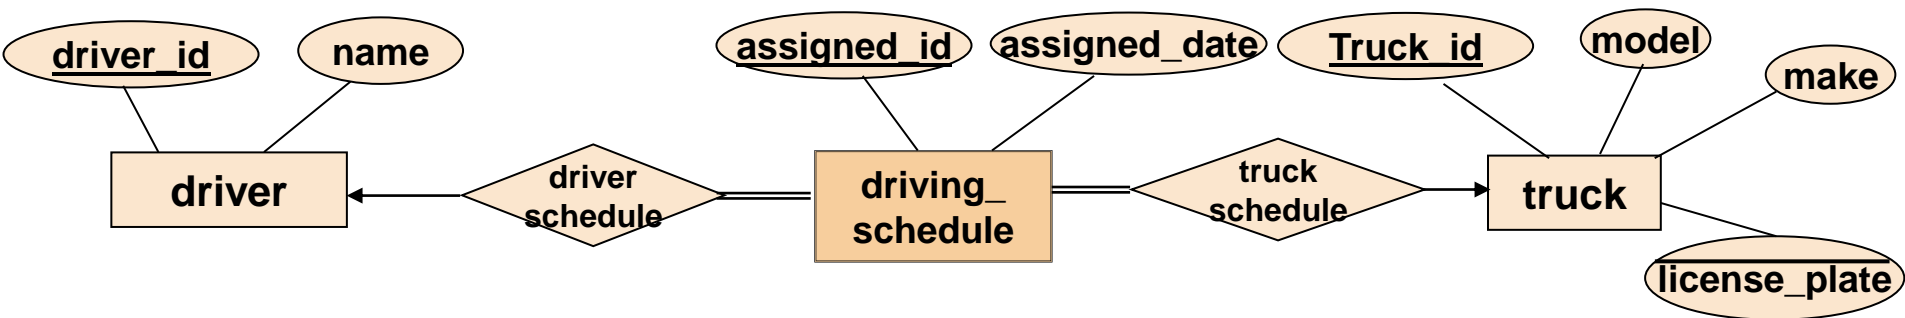 driver_id
name
assigned_id
assigned_date
Truck_id
model
make
driver
driver
schedule
driving_
schedule
truck
schedule
truck
license_plate